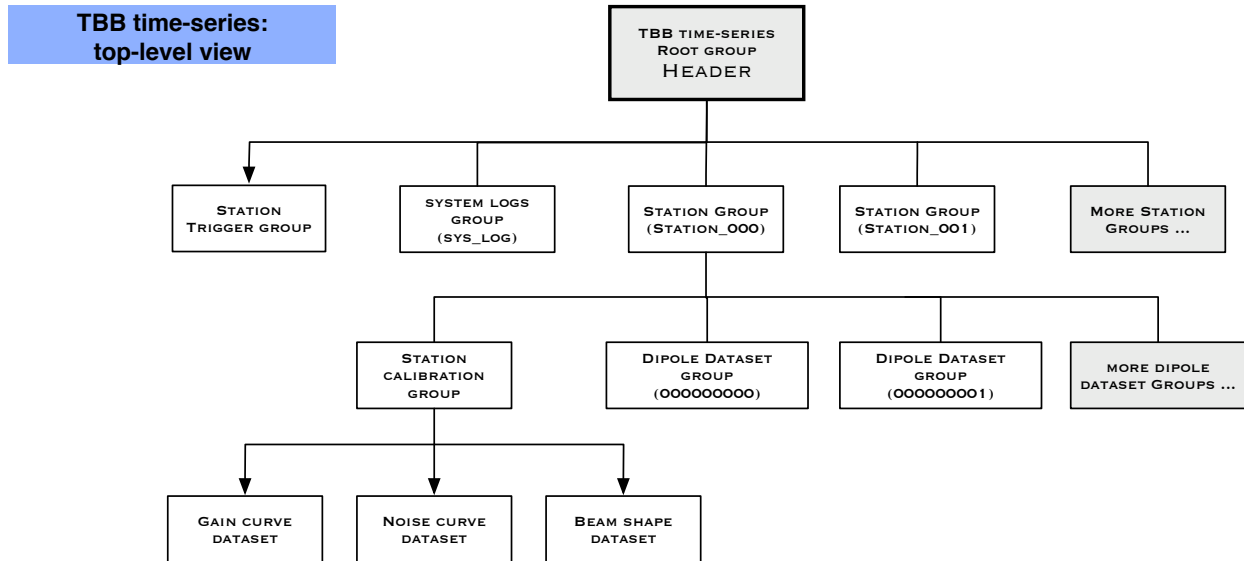 TBB time-series:
top-level view
TBB time-series
Root group
Header
Station
Trigger group
system logs
group
(sys_log)
Station Group
(Station_000)
Station Group
(Station_001)
More Station
Groups ...
Station
calibration
group
Dipole Dataset
group
(000000000)
Dipole Dataset
group
(000000001)
more dipole
dataset Groups ...
Gain curve
dataset
Noise curve
dataset
Beam shape
dataset